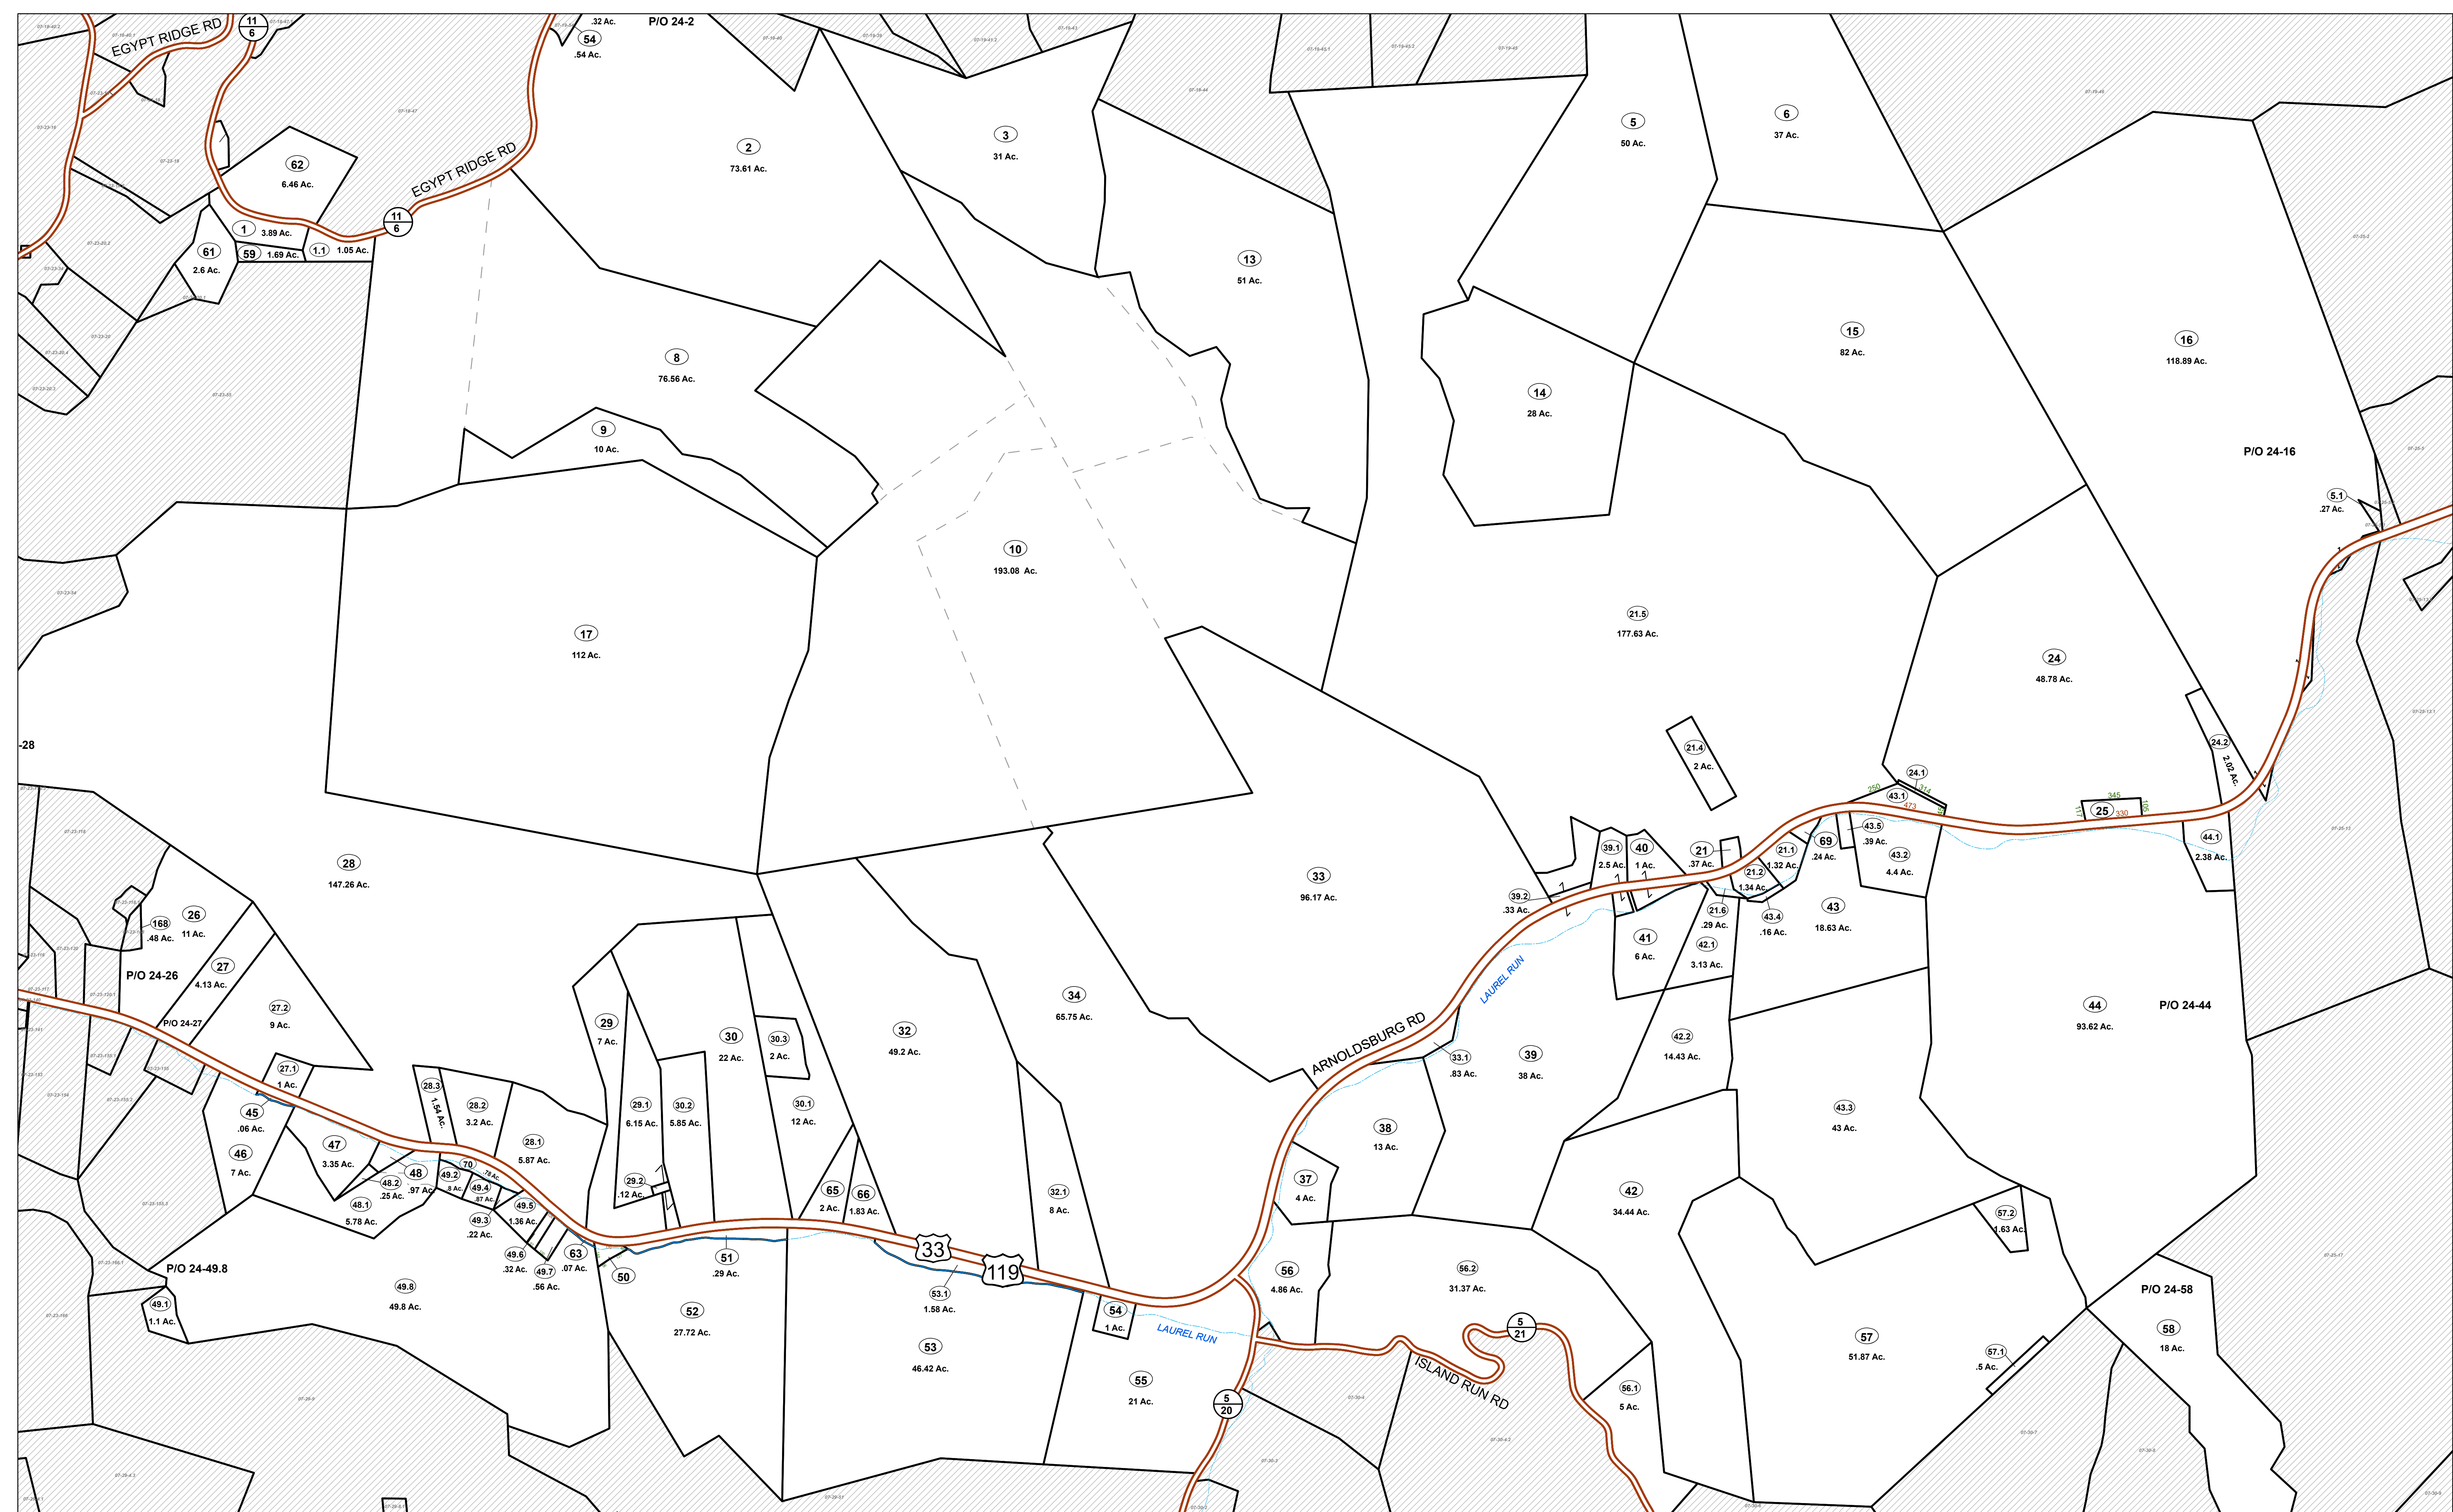 EGYPT RIDGE RD
11
6
54
.32 Ac.
.54 Ac.
P/O 24-2
62
6.46 Ac.
EGYPT RIDGE RD
11
6
1
3.89 Ac.
59
1.69 Ac.
1.1
1.05 Ac.
61
2.6 Ac.
2
73.61 Ac.
3
31 Ac.
5
50 Ac.
6
37 Ac.
13
51 Ac.
8
76.56 Ac.
9
10 Ac.
14
28 Ac.
15
82 Ac.
16
118.89 Ac.
P/O 24-16
5.1
.27 Ac.
10
193.08 Ac.
17
112 Ac.
21.5
177.63 Ac.
24
48.78 Ac.
-28
21.4
2 Ac.
24.2
2.02 Ac.
24.1
250
314
43.1
473
345
117
25
330
105
28
147.26 Ac.
33
96.17 Ac.
39.1
2.5 Ac.
40
1 Ac.
21
.37 Ac.
21.1
1.32 Ac.
69
.24 Ac.
43.5
.39 Ac.
43.2
4.4 Ac.
44.1
2.38 Ac.
21.2
1.34 Ac.
39.2
.33 Ac.
21.6
.29 Ac.
43.4
.16 Ac.
43
18.63 Ac.
26
11 Ac.
168
.48 Ac.
41
6 Ac.
42.1
3.13 Ac.
P/O 24-26
27
4.13 Ac.
LAUREL RUN
34
65.75 Ac.
44
93.62 Ac.
P/O 24-44
P/O 24-27
27.2
9 Ac.
29
7 Ac.
30
22 Ac.
30.3
2 Ac.
32
49.2 Ac.
ARNOLDSBURG RD
33.1
.83 Ac.
39
38 Ac.
42.2
14.43 Ac.
27.1
1 Ac.
28.3
1.54 Ac.
28.2
3.2 Ac.
29.1
6.15 Ac.
30.2
5.85 Ac.
30.1
12 Ac.
45
.06 Ac.
46
7 Ac.
47
3.35 Ac.
28.1
5.87 Ac.
38
13 Ac.
43.3
43 Ac.
48
.97 Ac.
48.2
.25 Ac.
48.1
5.78 Ac.
70
.78 Ac.
49.2
.8 Ac.
49.4
.87 Ac.
49.3
.22 Ac.
49.5
1.36 Ac.
29.2
.12 Ac.
65
2 Ac.
66
1.83 Ac.
32.1
8 Ac.
37
4 Ac.
42
34.44 Ac.
57.2
1.63 Ac.
49.6
.32 Ac.
49.7
.56 Ac.
63
.07 Ac.
50
51
.29 Ac.
33
119
53.1
1.58 Ac.
56
4.86 Ac.
56.2
31.37 Ac.
P/O 24-49.8
49.8
49.8 Ac.
49.1
1.1 Ac.
52
27.72 Ac.
53
46.42 Ac.
54
1 Ac.
LAUREL RUN
5
21
ISLAND RUN RD
P/O 24-58
58
18 Ac.
57
51.87 Ac.
57.1
.5 Ac.
55
21 Ac.
5
20
56.1
5 Ac.